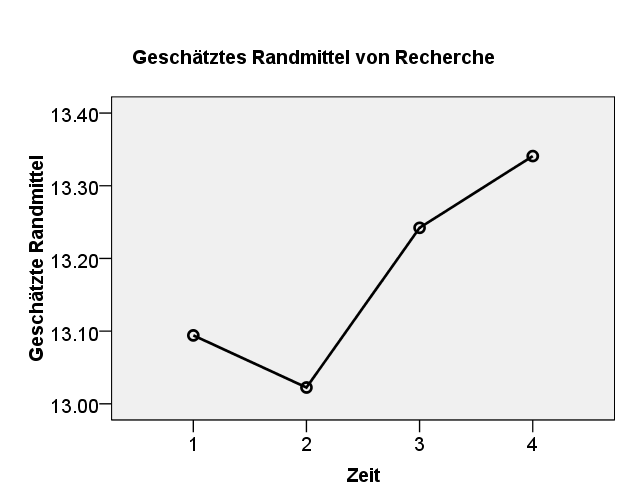 Geschätztes Randmittel von Recherche
Geschätzte Randmittel
13.40
13.30
13.20
13.10
13.00
1 2 3 4
Zeit